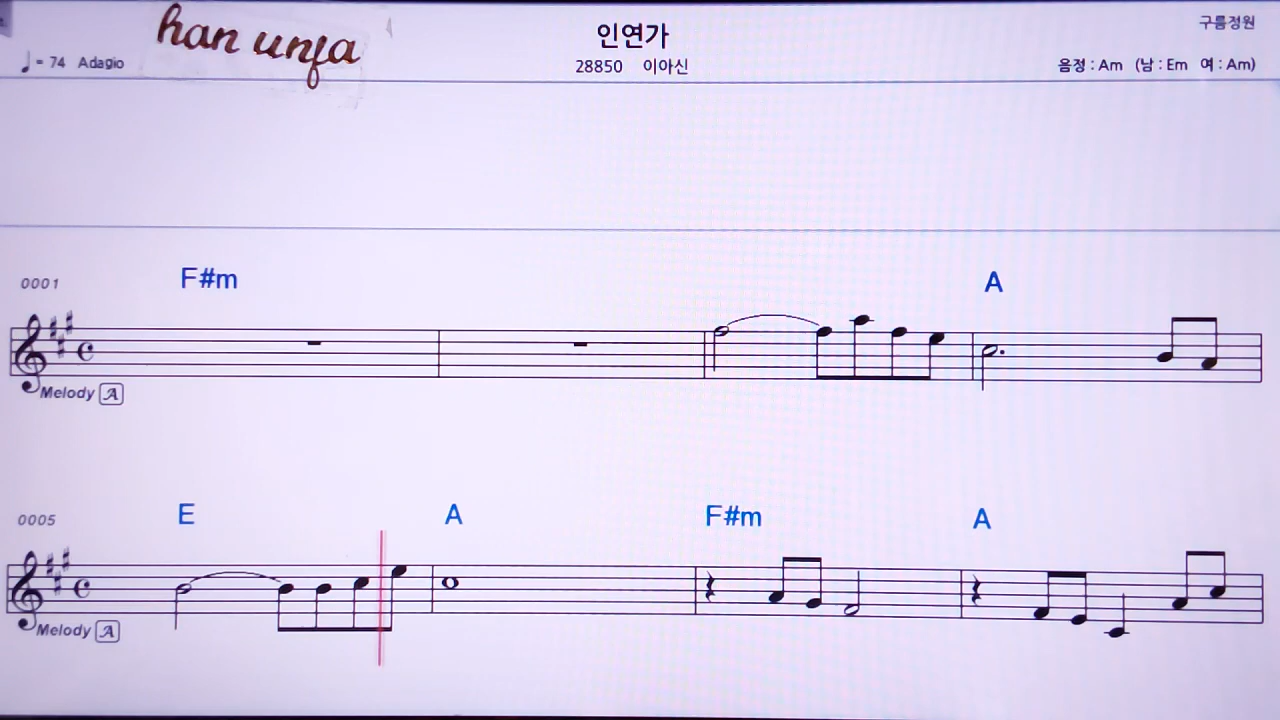 han unfa
인연가
구름정원
♩ = 74 Adagio
28850 이아신
음정 : Am (남 : Em 여 : Am)
0001
F#m
A
Melody A
0005
E
A
F#m
A
Melody A